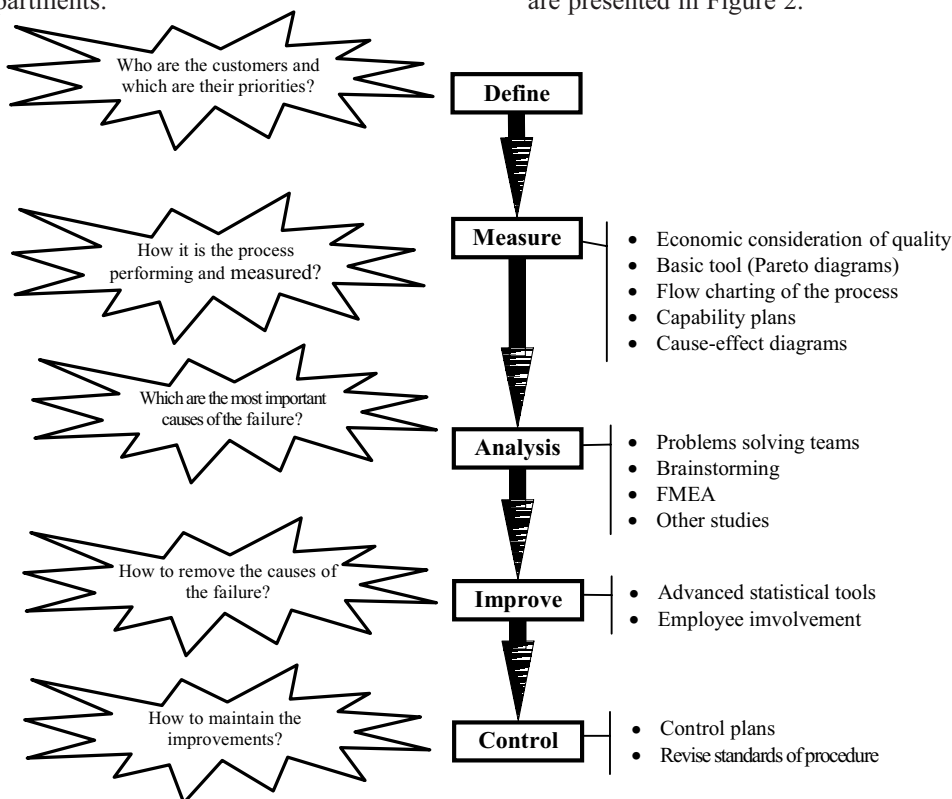 partments.
are presented in Figure 2.
Who are the customers and
which are their priorities?
Define
How it is the process
performing and measured?
Measure
• Economic consideration of quality
• Basic tool (Pareto diagrams)
• Flow charting of the process
• Capability plans
• Cause-effect diagrams
Which are the most important
causes of the failure?
Analysis
• Problems solving teams
• Brainstorming
• FMEA
• Other studies
How to remove the causes of
the failure?
Improve
• Advanced statistical tools
• Employee imvolvement
How to maintain the
improvements?
Control
• Control plans
• Revise standards of procedure